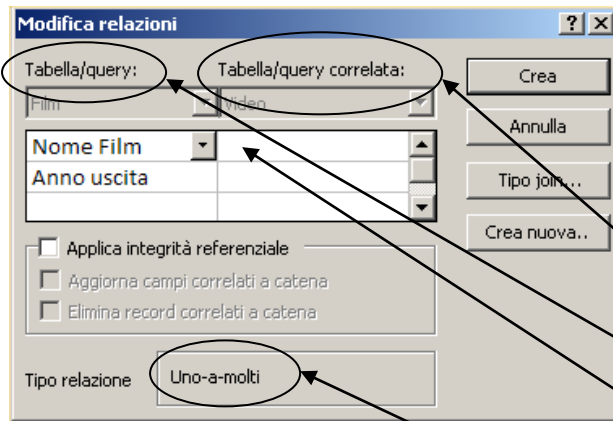 Modifica relazioni
Tabella/query: Tabella/query correlata: Crea
Film Video
Annulla
Nome Film
Anno uscita
Tipo join...
Crea nuova..
Applica integrità referenziale
Aggiorna campi correlati a catena
Elimina record correlati a catena
Tipo relazione Uno-a-molti